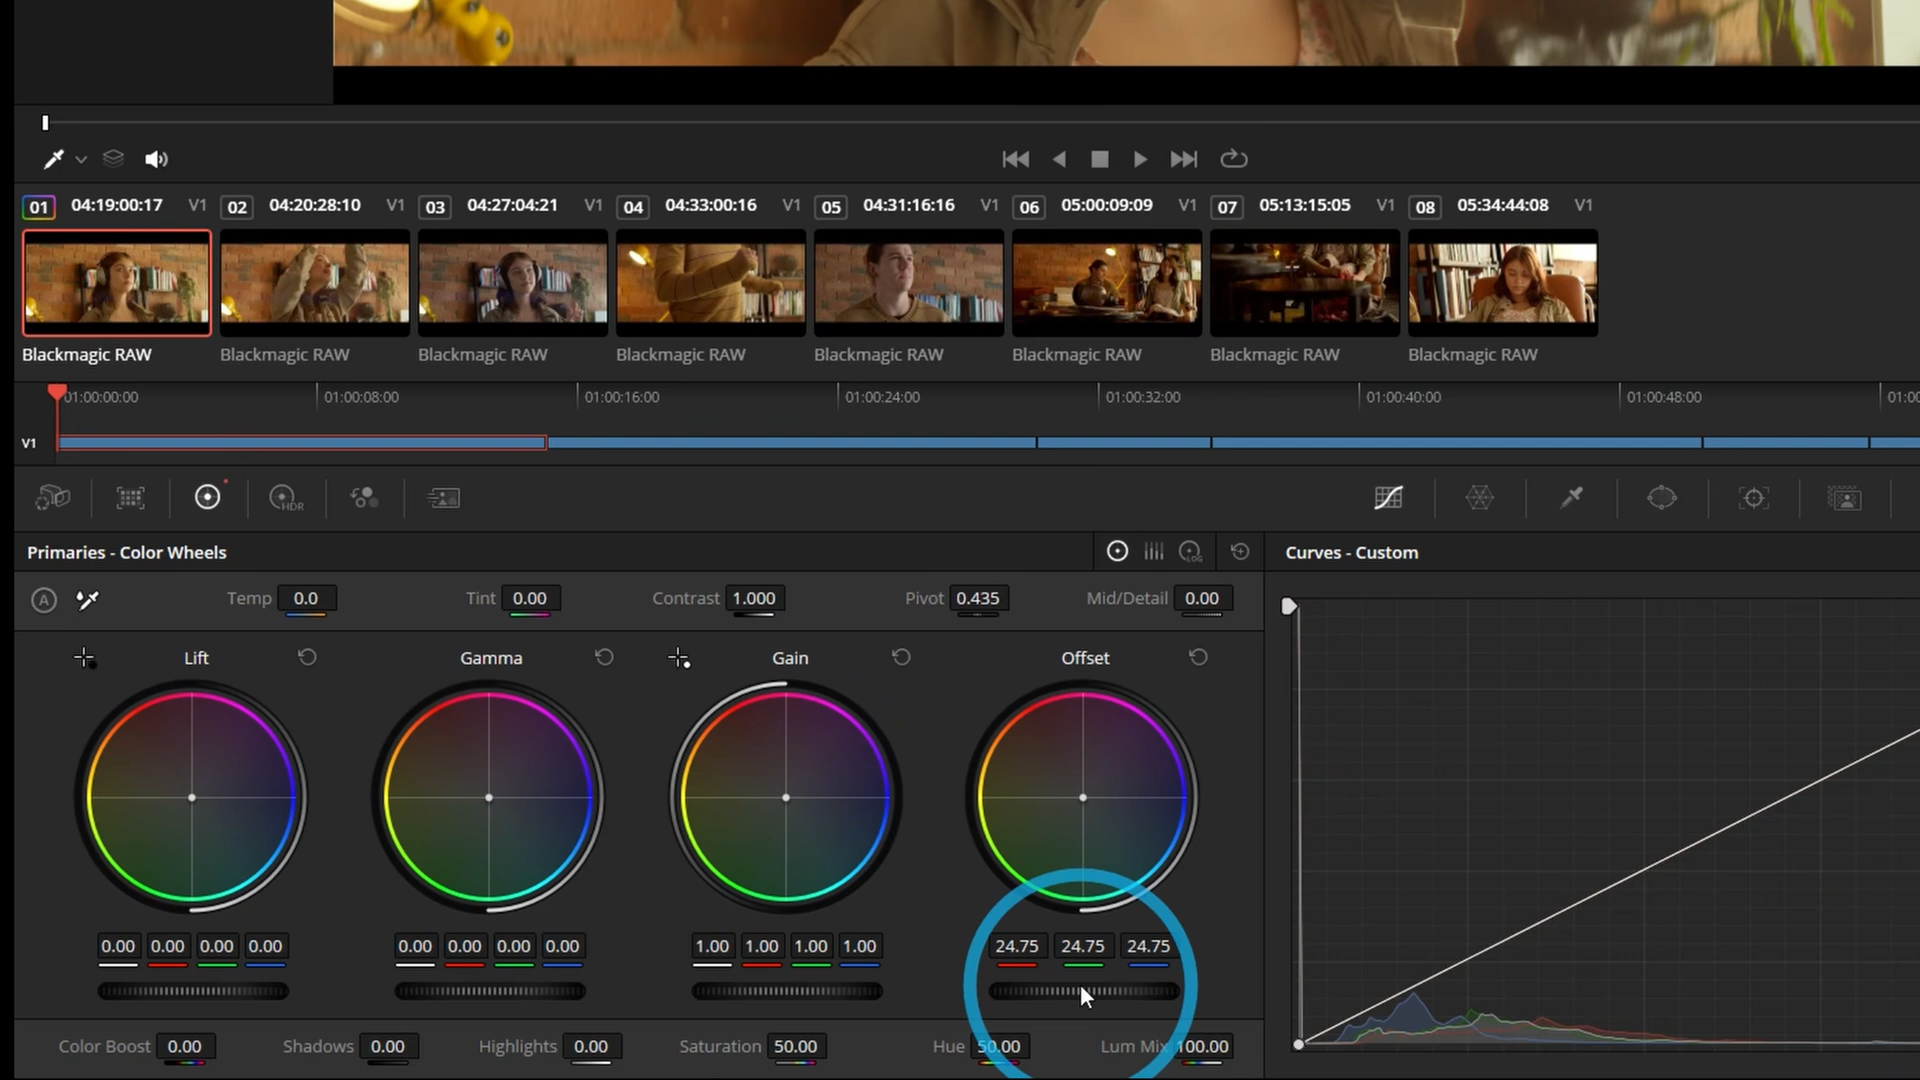 01 04:19:00:17 V1 02 04:20:28:10 V1 03 04:27:04:21 V1 04 04:33:00:16 V1 05 04:31:16:16 V1 06 05:00:09:09 V1 07 05:13:15:05 V1 08 05:34:44:08 V1
Blackmagic RAW Blackmagic RAW Blackmagic RAW Blackmagic RAW Blackmagic RAW Blackmagic RAW Blackmagic RAW Blackmagic RAW
01:00:00:00 01:00:08:00 01:00:16:00 01:00:24:00 01:00:32:00 01:00:40:00 01:00:48:00 01:00
V1
HDR
Primaries - Color Wheels LOG Curves - Custom
A Temp 0.0 Tint 0.00 Contrast 1.000 Pivot 0.435 Mid/Detail 0.00
Lift Gamma Gain Offset
0.00 0.00 0.00 0.00 0.00 0.00 0.00 0.00 1.00 1.00 1.00 1.00 24.75 24.75 24.75
Color Boost 0.00 Shadows 0.00 Highlights 0.00 Saturation 50.00 Hue 50.00 Lum Mix 100.00